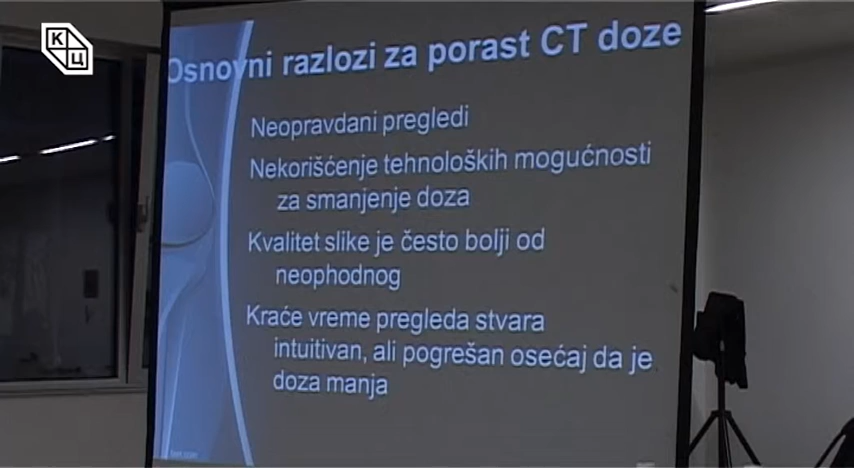 К
Ц
Osnovni razlozi za porast CT doze
Neopravdani pregledi
Nekorišćenje tehnoloških mogućnosti
za smanjenje doza
Kvalitet slike je često bolji od
neophodnog
Kraće vreme pregleda stvara
intuitivan, ali pogrešan osećaj da je
doza manja